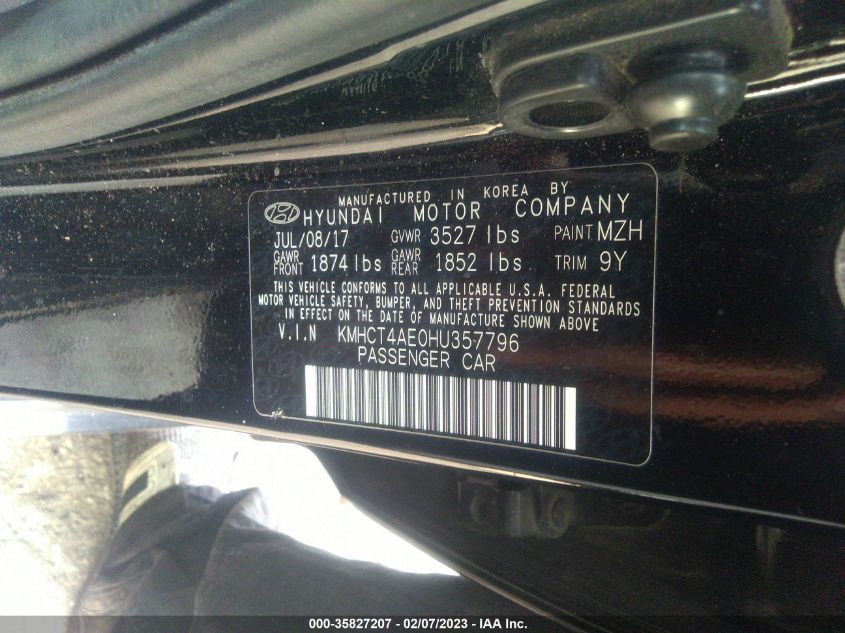 MANUFACTURED IN KOREA BY
HYUNDAI MOTOR COMPANY
JUL/08/17 GVWR 3527 lbs PAINT MZH
GAWR FRONT 1874 lbs GAWR REAR 1852 lbs TRIM 9Y
THIS VEHICLE CONFORMS TO ALL APPLICABLE U.S.A. FEDERAL
MOTOR VEHICLE SAFETY, BUMPER, AND THEFT PREVENTION STANDARDS
IN EFFECT ON THE DATE OF MANUFACTURE SHOWN ABOVE
V.I.N KMHCT4AE0HU357796
PASSENGER CAR
000-35827207 - 02/07/2023 - IAA Inc.